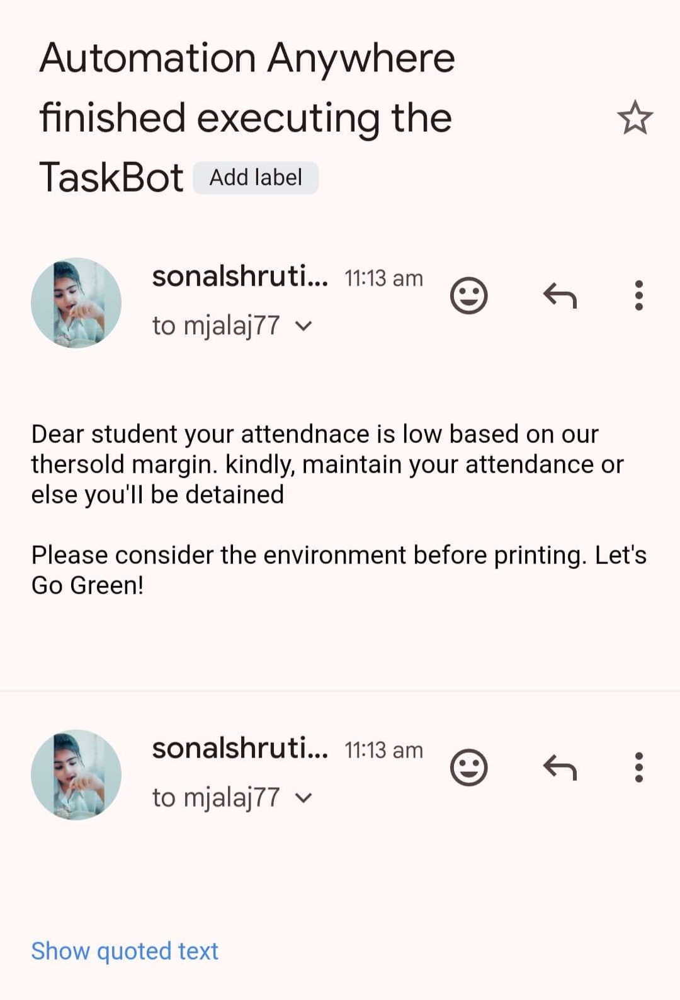 Automation Anywhere
finished executing the
TaskBot Add label
sonalshruti... 11:13 am
to mjalaj77
Dear student your attendnace is low based on our
thersold margin. kindly, maintain your attendance or
else you'll be detained
Please consider the environment before printing. Let's
Go Green!
sonalshruti... 11:13 am
to mjalaj77
Show quoted text